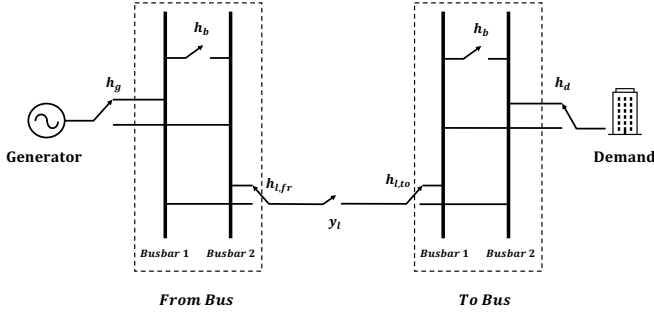 h_b
h_b
h_g
h_d
Generator
Demand
h_{l,fr}
h_{l,to}
y_l
Busbar 1
Busbar 2
Busbar 1
Busbar 2
From Bus
To Bus